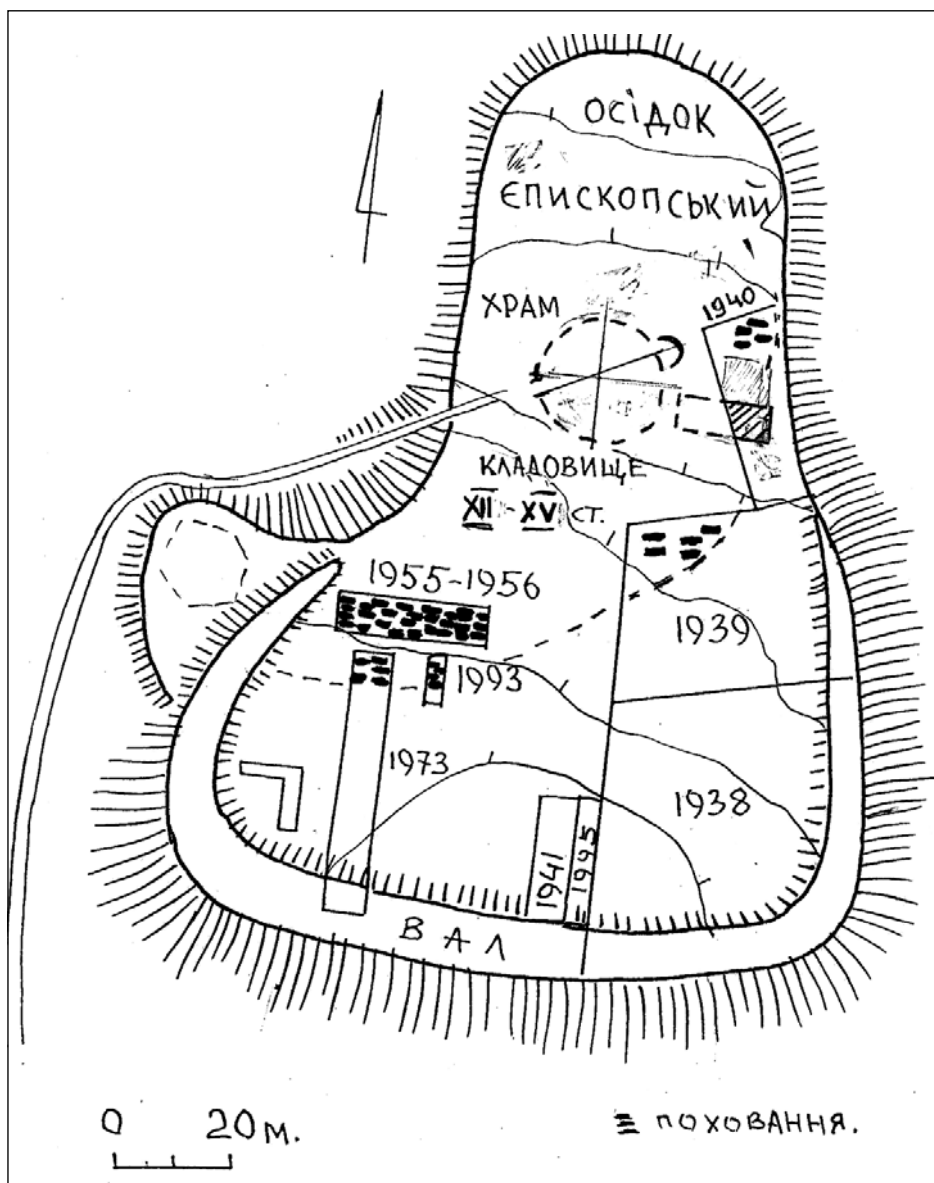 ОСІДОК
ЄПИСКОПСЬКИЙ
ХРАМ
1940
КЛАДОВИЩЕ
XII - XV СТ.
1955-1956
1939
1993
1973
1938
1941
1995
ВАЛ
0 20 м.
ПОХОВАННЯ.